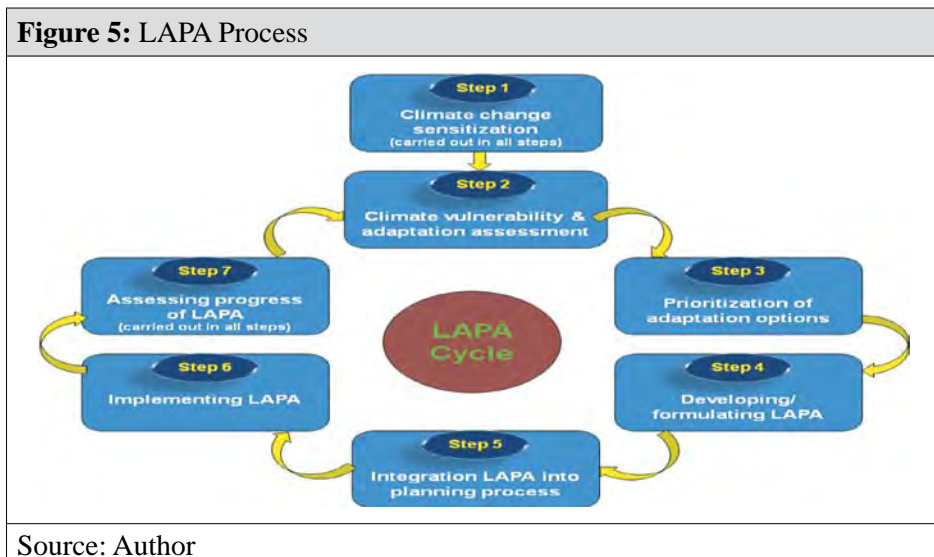 Figure 5: LAPA Process
Step 1
Climate change
sensitization
(carried out in all steps)
Step 2
Climate vulnerability &
adaptation assessment
Step 3
Prioritization of
adaptation options
Step 4
Developing/
formulating LAPA
Step 5
Integration LAPA into
planning process
Step 6
Implementing LAPA
Step 7
Assessing progress
of LAPA
(carried out in all steps)
LAPA
Cycle
Source: Author